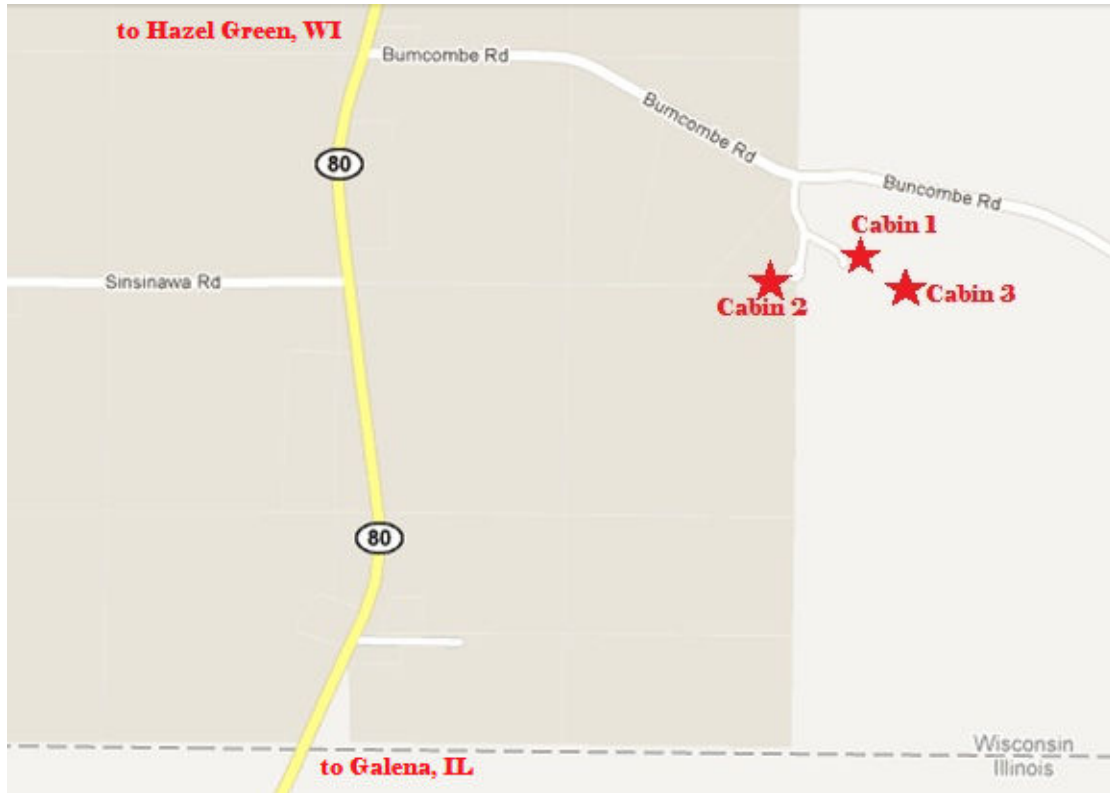 to Hazel Green, WI
Bumcombe Rd
Bumcombe Rd
80
Buncombe Rd
Cabin 1
Sinsinawa Rd
Cabin 2
Cabin 3
80
Wisconsin
Illinois
to Galena, IL